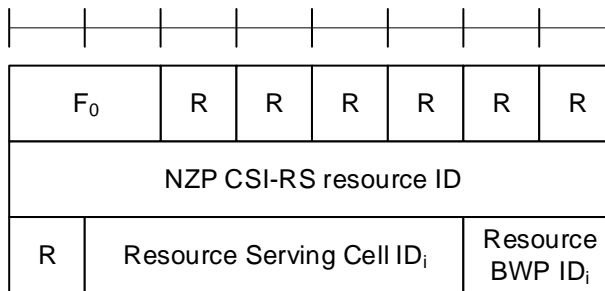 F₀ R R R R R R
NZP CSI-RS resource ID
R Resource Serving Cell IDᵢ Resource
BWP IDᵢ